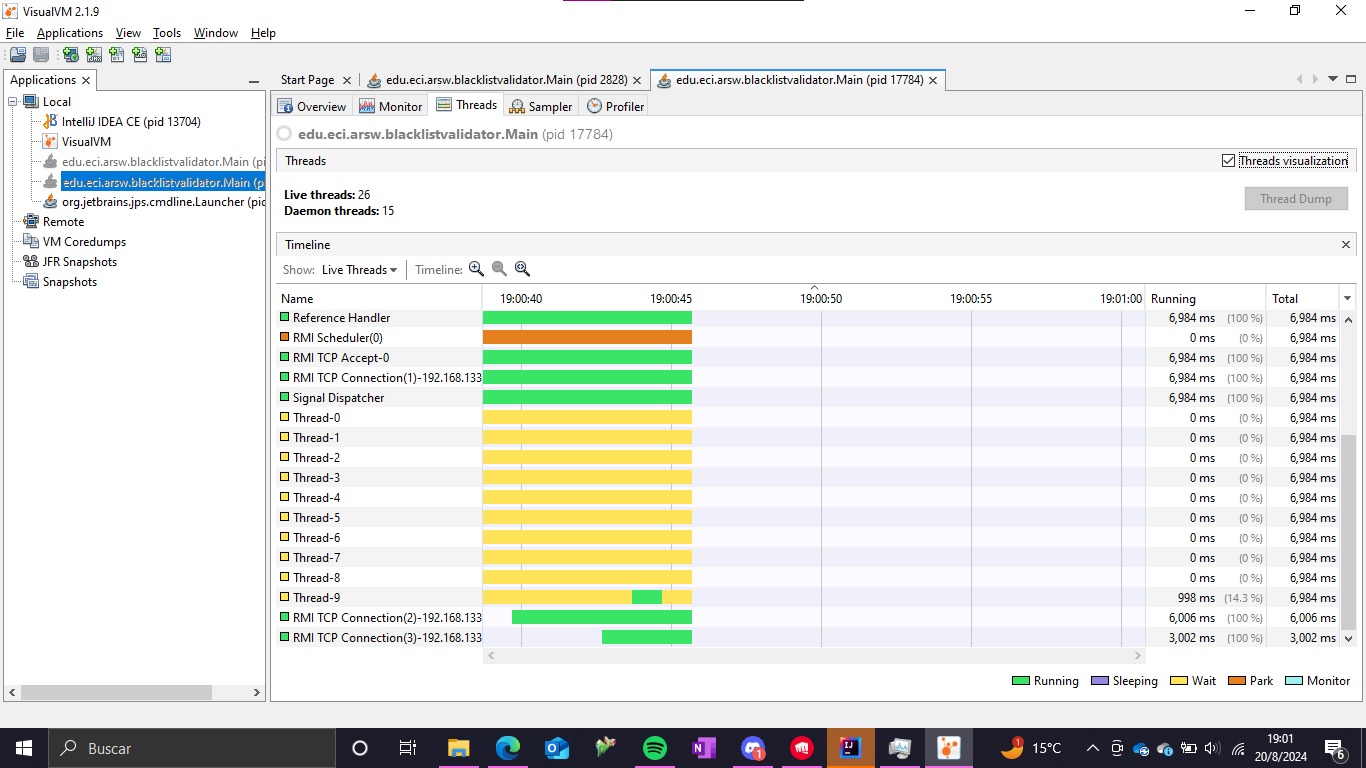 VisualVM 2.1.9
File Applications View Tools Window Help
Applications
Start Page
edu.eci.arsw.blacklistvalidator.Main (pid 2828)
edu.eci.arsw.blacklistvalidator.Main (pid 17784)
Local
IntelliJ IDEA CE (pid 13704)
VisualVM
edu.eci.arsw.blacklistvalidator.Main (pi
edu.eci.arsw.blacklistvalidator.Main (p
org.jetbrains.jps.cmdline.Launcher (pic
Remote
VM Coredumps
JFR Snapshots
Snapshots
Overview Monitor Threads Sampler Profiler
edu.eci.arsw.blacklistvalidator.Main (pid 17784)
Threads Threads visualization
Live threads: 26
Daemon threads: 15
Thread Dump
Timeline
Show: Live Threads Timeline:
Name 19:00:40 19:00:45 19:00:50 19:00:55 19:01:00 Running Total
Reference Handler 6,984 ms (100 %) 6,984 ms
RMI Scheduler(0) 0 ms (0 %) 6,984 ms
RMI TCP Accept-0 6,984 ms (100 %) 6,984 ms
RMI TCP Connection(1)-192.168.133 6,984 ms (100 %) 6,984 ms
Signal Dispatcher 6,984 ms (100 %) 6,984 ms
Thread-0 0 ms (0 %) 6,984 ms
Thread-1 0 ms (0 %) 6,984 ms
Thread-2 0 ms (0 %) 6,984 ms
Thread-3 0 ms (0 %) 6,984 ms
Thread-4 0 ms (0 %) 6,984 ms
Thread-5 0 ms (0 %) 6,984 ms
Thread-6 0 ms (0 %) 6,984 ms
Thread-7 0 ms (0 %) 6,984 ms
Thread-8 0 ms (0 %) 6,984 ms
Thread-9 998 ms (14.3 %) 6,984 ms
RMI TCP Connection(2)-192.168.133 6,006 ms (100 %) 6,006 ms
RMI TCP Connection(3)-192.168.133 3,002 ms (100 %) 3,002 ms
Running Sleeping Wait Park Monitor
Buscar
1
1
15°C
19:01
20/8/2024
6